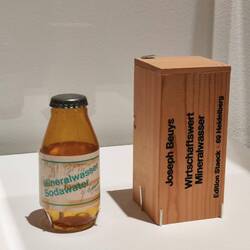 Mineralwasser
Sodawater
Joseph Beuys
Wirtschaftswert
Mineralwasser
Edition Staeck · 69 Heidelberg